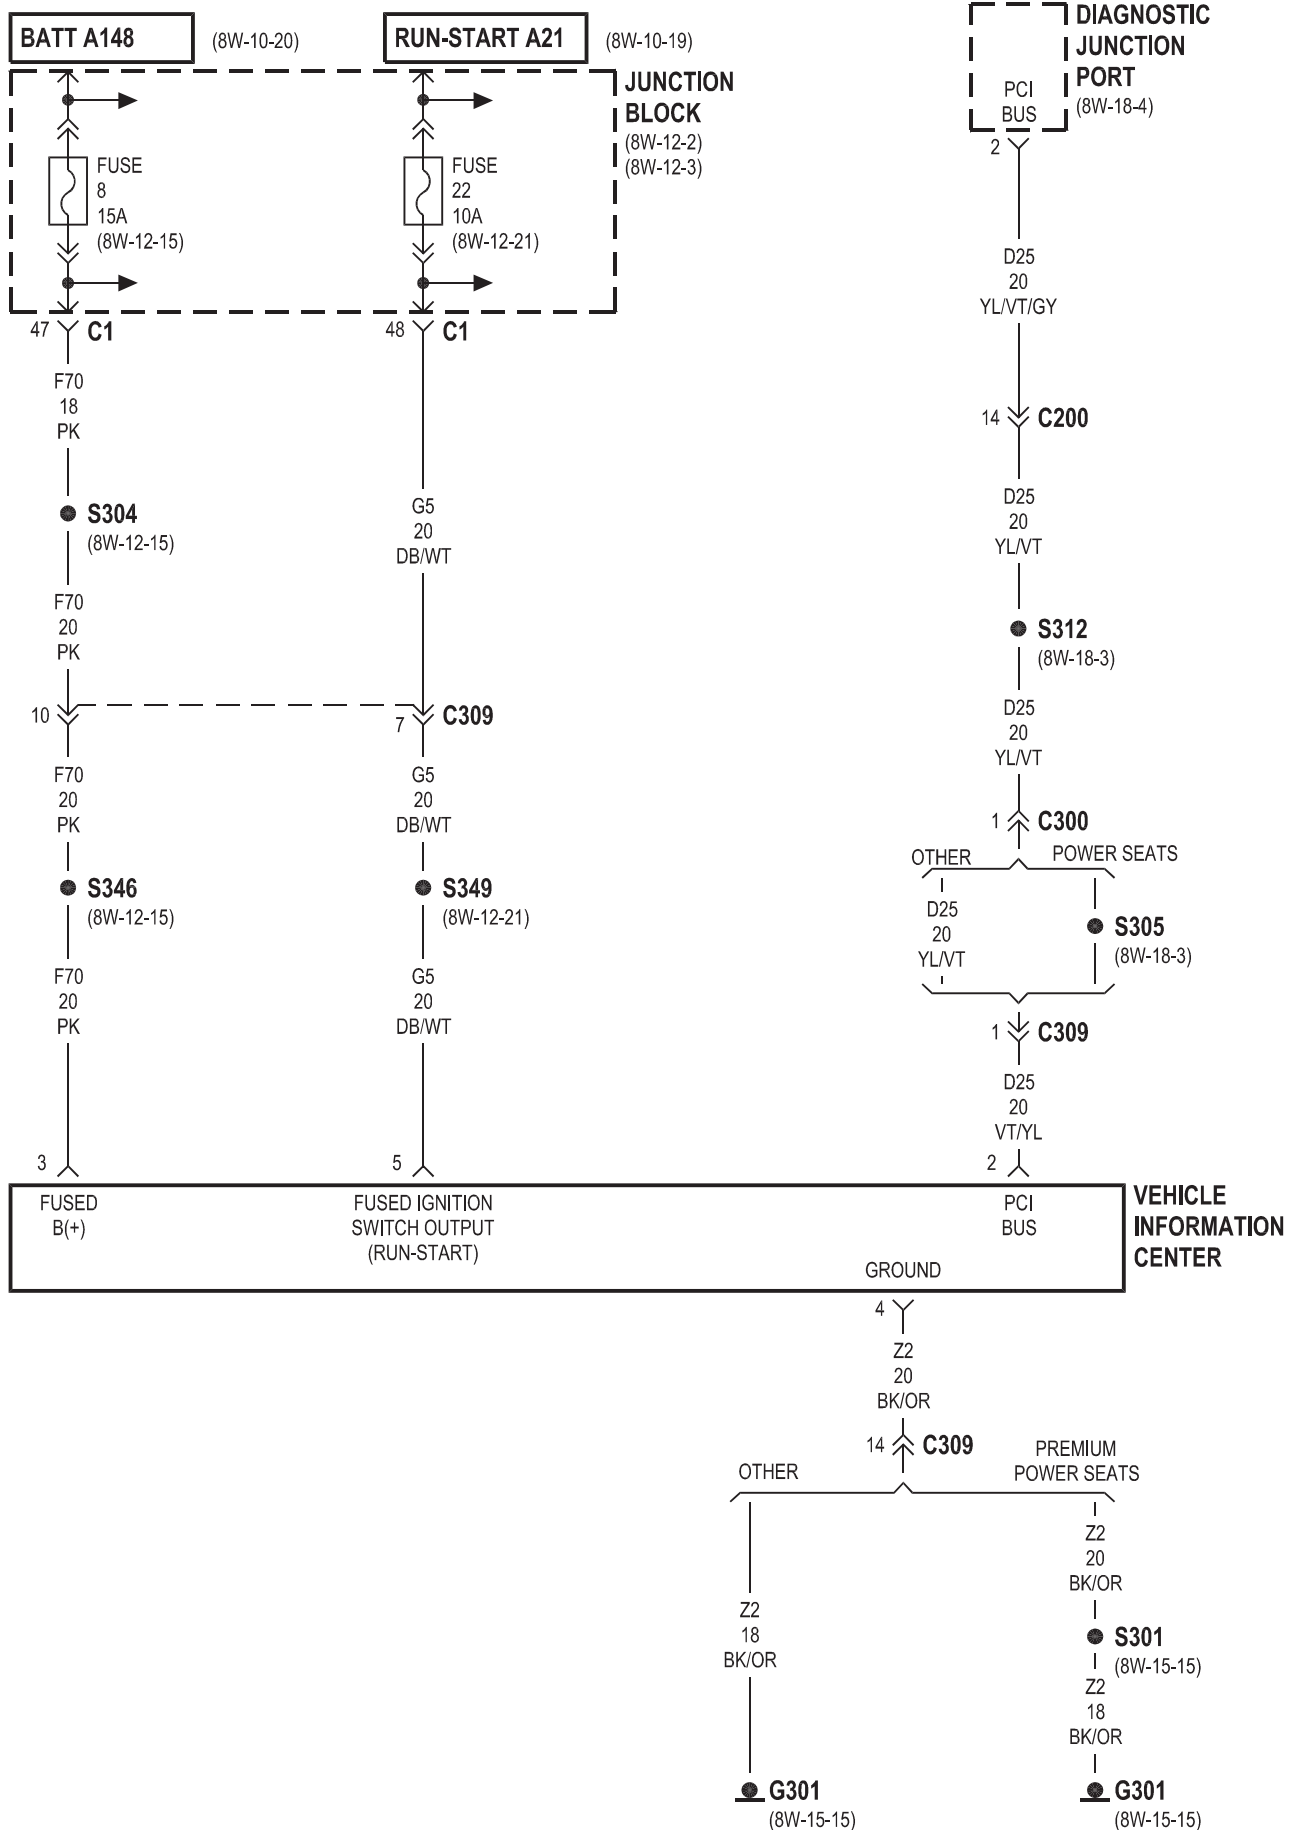 BATT A148
(8W-10-20)
RUN-START A21
(8W-10-19)
DIAGNOSTIC
JUNCTION
PORT
(8W-18-4)
PCI
BUS
2
JUNCTION
BLOCK
(8W-12-2)
(8W-12-3)
FUSE
8
15A
(8W-12-15)
FUSE
22
10A
(8W-12-21)
47
C1
48
C1
F70
18
PK
S304
(8W-12-15)
F70
20
PK
10
F70
20
PK
S346
(8W-12-15)
F70
20
PK
3
G5
20
DB/WT
7
C309
G5
20
DB/WT
S349
(8W-12-21)
G5
20
DB/WT
5
D25
20
YL/VT/GY
14
C200
D25
20
YL/VT
S312
(8W-18-3)
D25
20
YL/VT
1
C300
OTHER
POWER SEATS
D25
20
YL/VT
S305
(8W-18-3)
1
C309
D25
20
VT/YL
2
FUSED
B(+)
FUSED IGNITION
SWITCH OUTPUT
(RUN-START)
PCI
BUS
GROUND
VEHICLE
INFORMATION
CENTER
4
Z2
20
BK/OR
14
C309
OTHER
PREMIUM
POWER SEATS
Z2
18
BK/OR
G301
(8W-15-15)
Z2
20
BK/OR
S301
(8W-15-15)
Z2
18
BK/OR
G301
(8W-15-15)